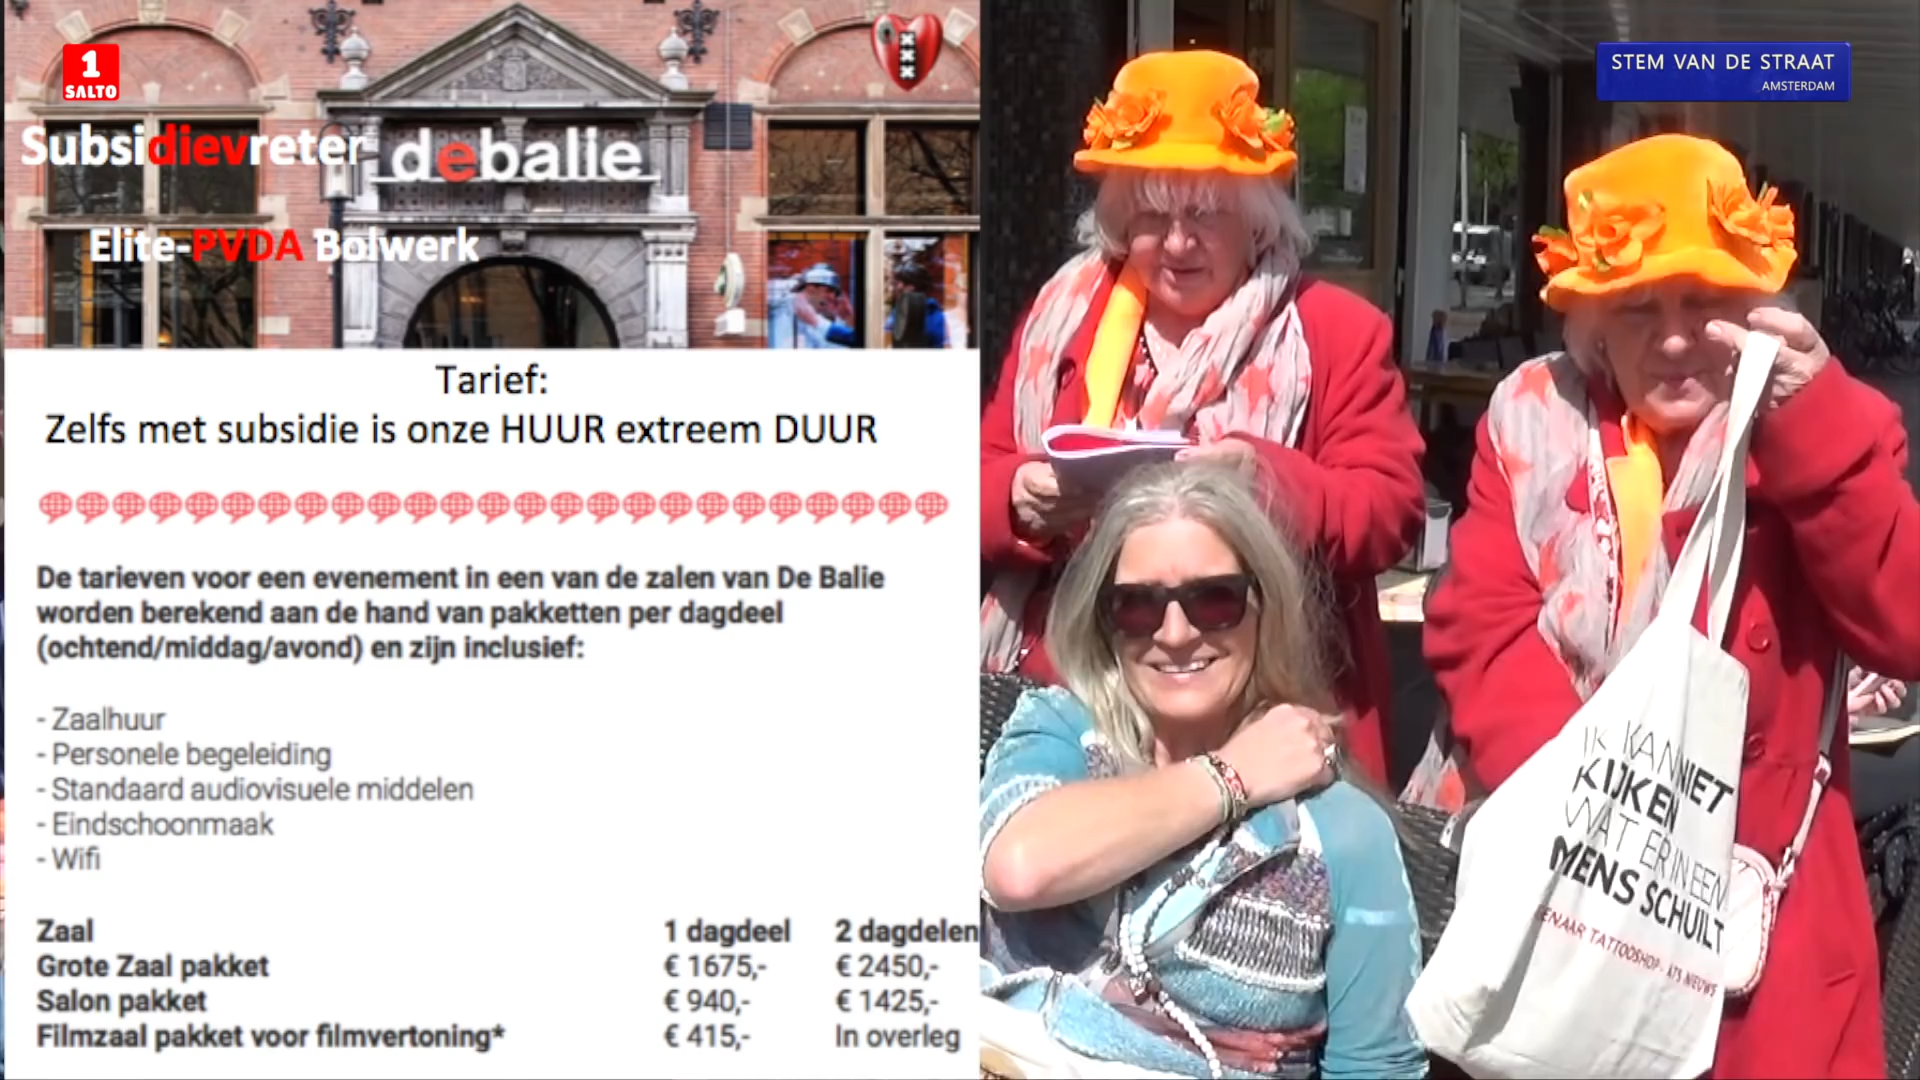 1
SALTO
Subsidievreter
debalie
Elite-PVDA Bolwerk
Tarief:
Zelfs met subsidie is onze HUUR extreem DUUR
De tarieven voor een evenement in een van de zalen van De Balie
worden berekend aan de hand van pakketten per dagdeel
(ochtend/middag/avond) en zijn inclusief:
- Zaalhuur
- Personele begeleiding
- Standaard audiovisuele middelen
- Eindschoonmaak
- Wifi
Zaal 1 dagdeel 2 dagdelen
Grote Zaal pakket € 1675,- € 2450,-
Salon pakket € 940,- € 1425,-
Filmzaal pakket voor filmvertoning* € 415,- In overleg
STEM VAN DE STRAAT
AMSTERDAM
IK KAN NIET
KIJKEN
WAT ER IN EEN
MENS SCHUILT
TATTOOSHOP